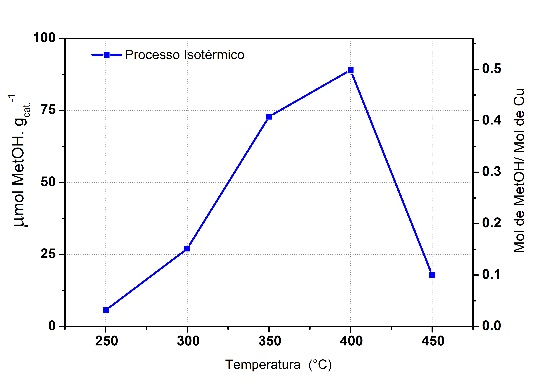 Processo Isotérmico
100
75
50
25
0
µmol MetOH. gcat.⁻¹
0.5
0.4
0.3
0.2
0.1
0.0
Mol de MetOH/ Mol de Cu
250 300 350 400 450
Temperatura (°C)